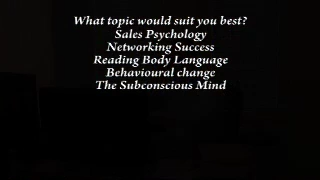 What topic would suit you best?
Sales Psychology
Networking Success
Reading Body Language
Behavioural change
The Subconscious Mind